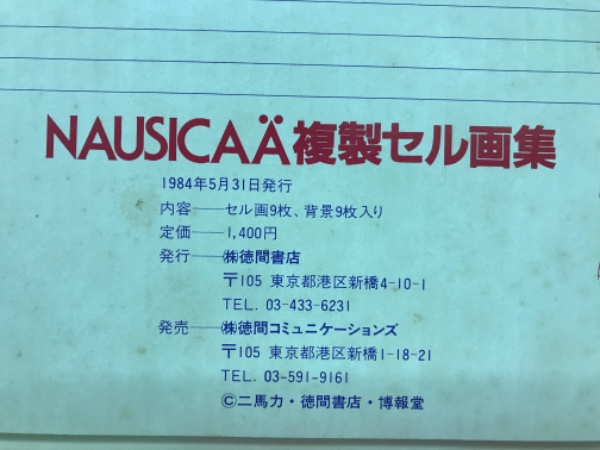 NAUSICAÄ複製セル画集
1984年5月31日発行
内容──セル画9枚、背景9枚入り
定価──1,400円
発行──㈱徳間書店
〒105 東京都港区新橋4-10-1
TEL. 03-433-6231
発売──㈱徳間コミュニケーションズ
〒105 東京都港区新橋1-18-21
TEL. 03-591-9161
©二馬力・徳間書店・博報堂